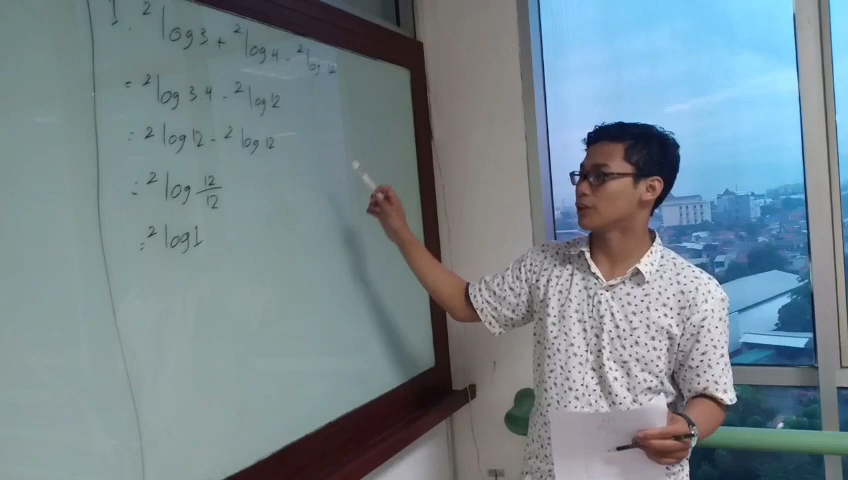 1. ²log 3 + ²log 4 - ²log 12
= ²log 3.4 - ²log 12
= ²log 12 - ²log 12
= ²log 12/12
= ²log 1